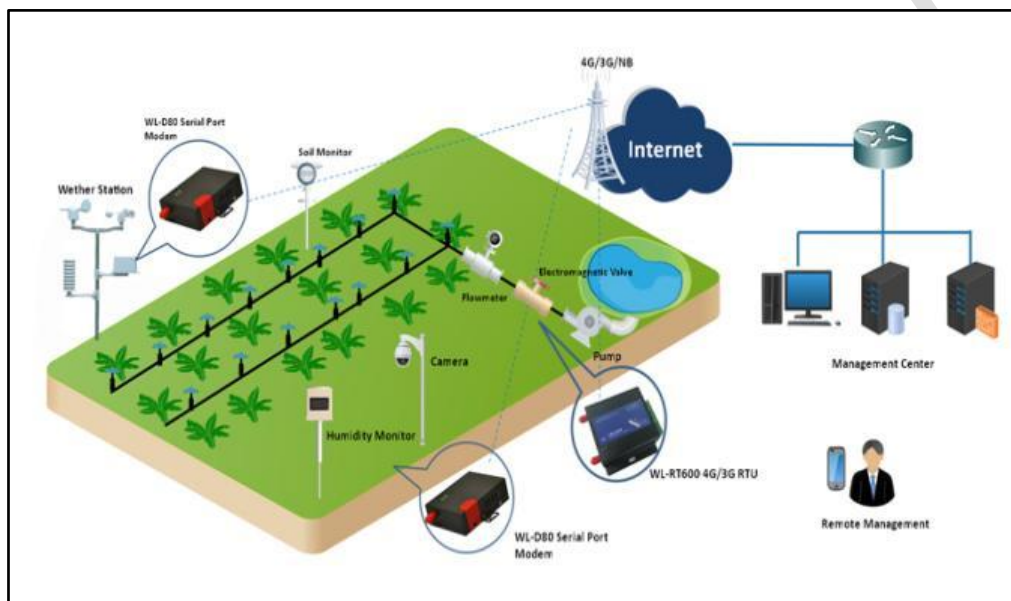 4G/3G/NB
WL-D80 Serial Port
Modem
Soil Monitor
Internet
Wether Station
Electromagnetic Valve
Flowmeter
Pump
Camera
Management Center
Humidity Monitor
WL-RT600 4G/3G RTU
WL-D80 Serial Port
Modem
Remote Management